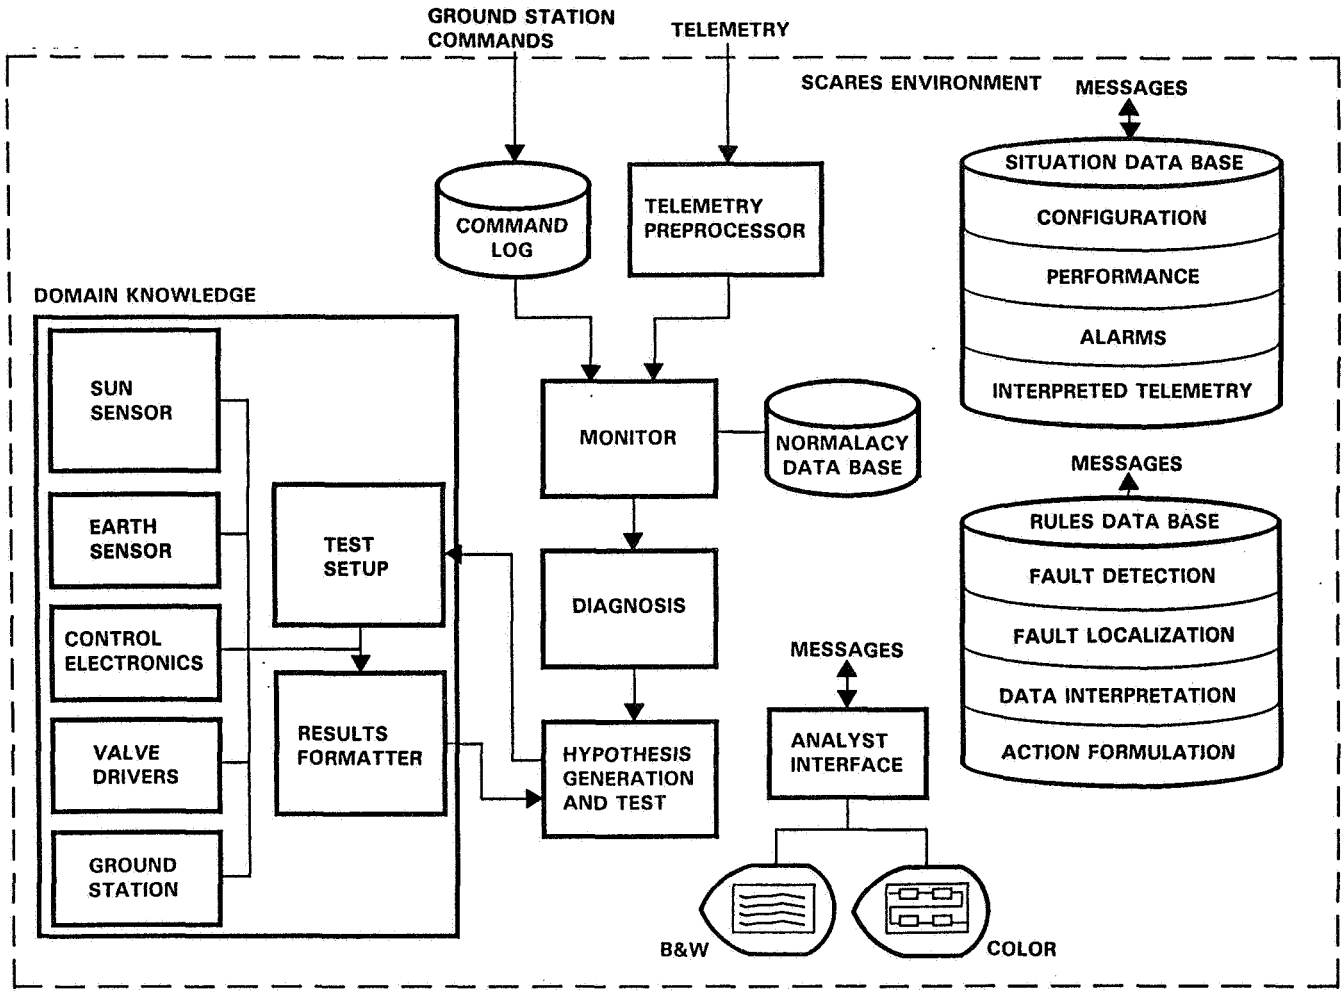 GROUND STATION
COMMANDS
TELEMETRY
SCARES ENVIRONMENT
MESSAGES
SITUATION DATA BASE
CONFIGURATION
PERFORMANCE
ALARMS
INTERPRETED TELEMETRY
COMMAND
LOG
TELEMETRY
PREPROCESSOR
DOMAIN KNOWLEDGE
SUN
SENSOR
EARTH
SENSOR
CONTROL
ELECTRONICS
VALVE
DRIVERS
GROUND
STATION
TEST
SETUP
RESULTS
FORMATTER
MONITOR
NORMALACY
DATA BASE
DIAGNOSIS
HYPOTHESIS
GENERATION
AND TEST
MESSAGES
RULES DATA BASE
FAULT DETECTION
FAULT LOCALIZATION
DATA INTERPRETATION
ACTION FORMULATION
MESSAGES
ANALYST
INTERFACE
B&W
COLOR